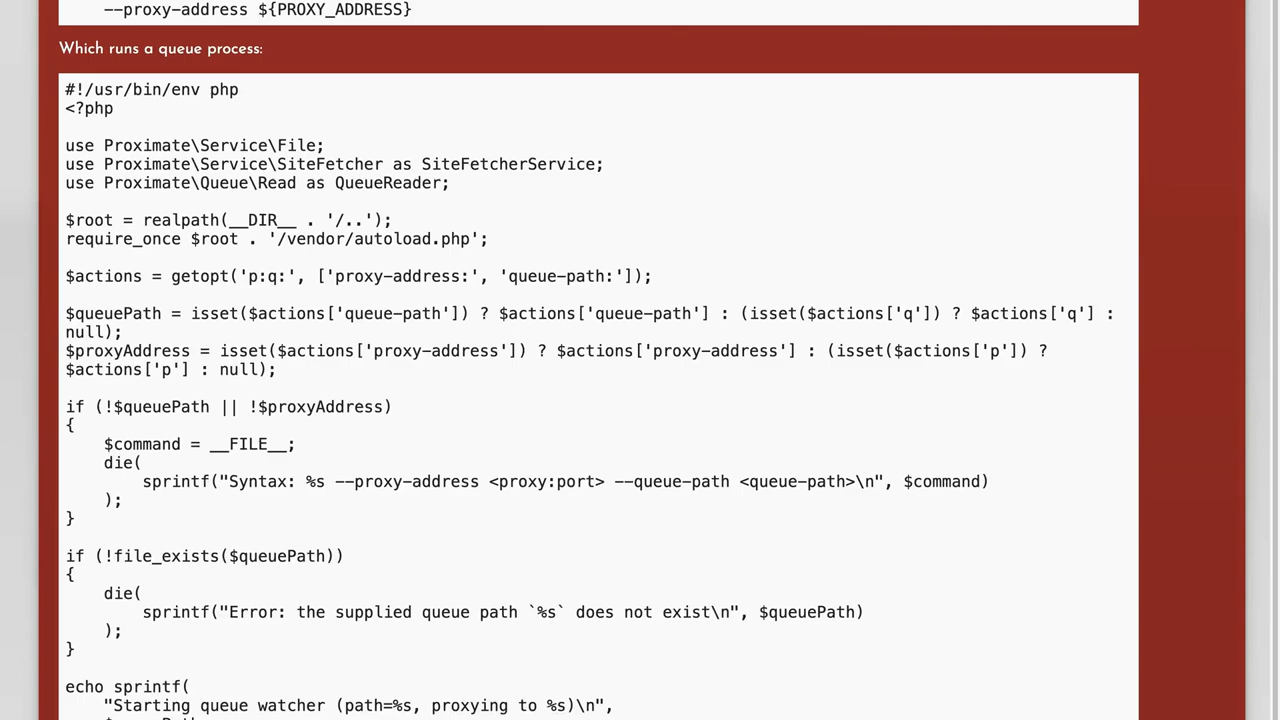 --proxy-address ${PROXY_ADDRESS}
Which runs a queue process:
#!/usr/bin/env php
<?php
use Proximate\Service\File;
use Proximate\Service\SiteFetcher as SiteFetcherService;
use Proximate\Queue\Read as QueueReader;
$root = realpath(__DIR__ . '/..');
require_once $root . '/vendor/autoload.php';
$actions = getopt('p:q:', ['proxy-address:', 'queue-path:']);
$queuePath = isset($actions['queue-path']) ? $actions['queue-path'] : (isset($actions['q']) ? $actions['q'] :
null);
$proxyAddress = isset($actions['proxy-address']) ? $actions['proxy-address'] : (isset($actions['p']) ?
$actions['p'] : null);
if (!$queuePath || !$proxyAddress)
{
    $command = __FILE__;
    die(
        sprintf("Syntax: %s --proxy-address <proxy:port> --queue-path <queue-path>\n", $command)
    );
}
if (!file_exists($queuePath))
{
    die(
        sprintf("Error: the supplied queue path `%s` does not exist\n", $queuePath)
    );
}
echo sprintf(
    "Starting queue watcher (path=%s, proxying to %s)\n",